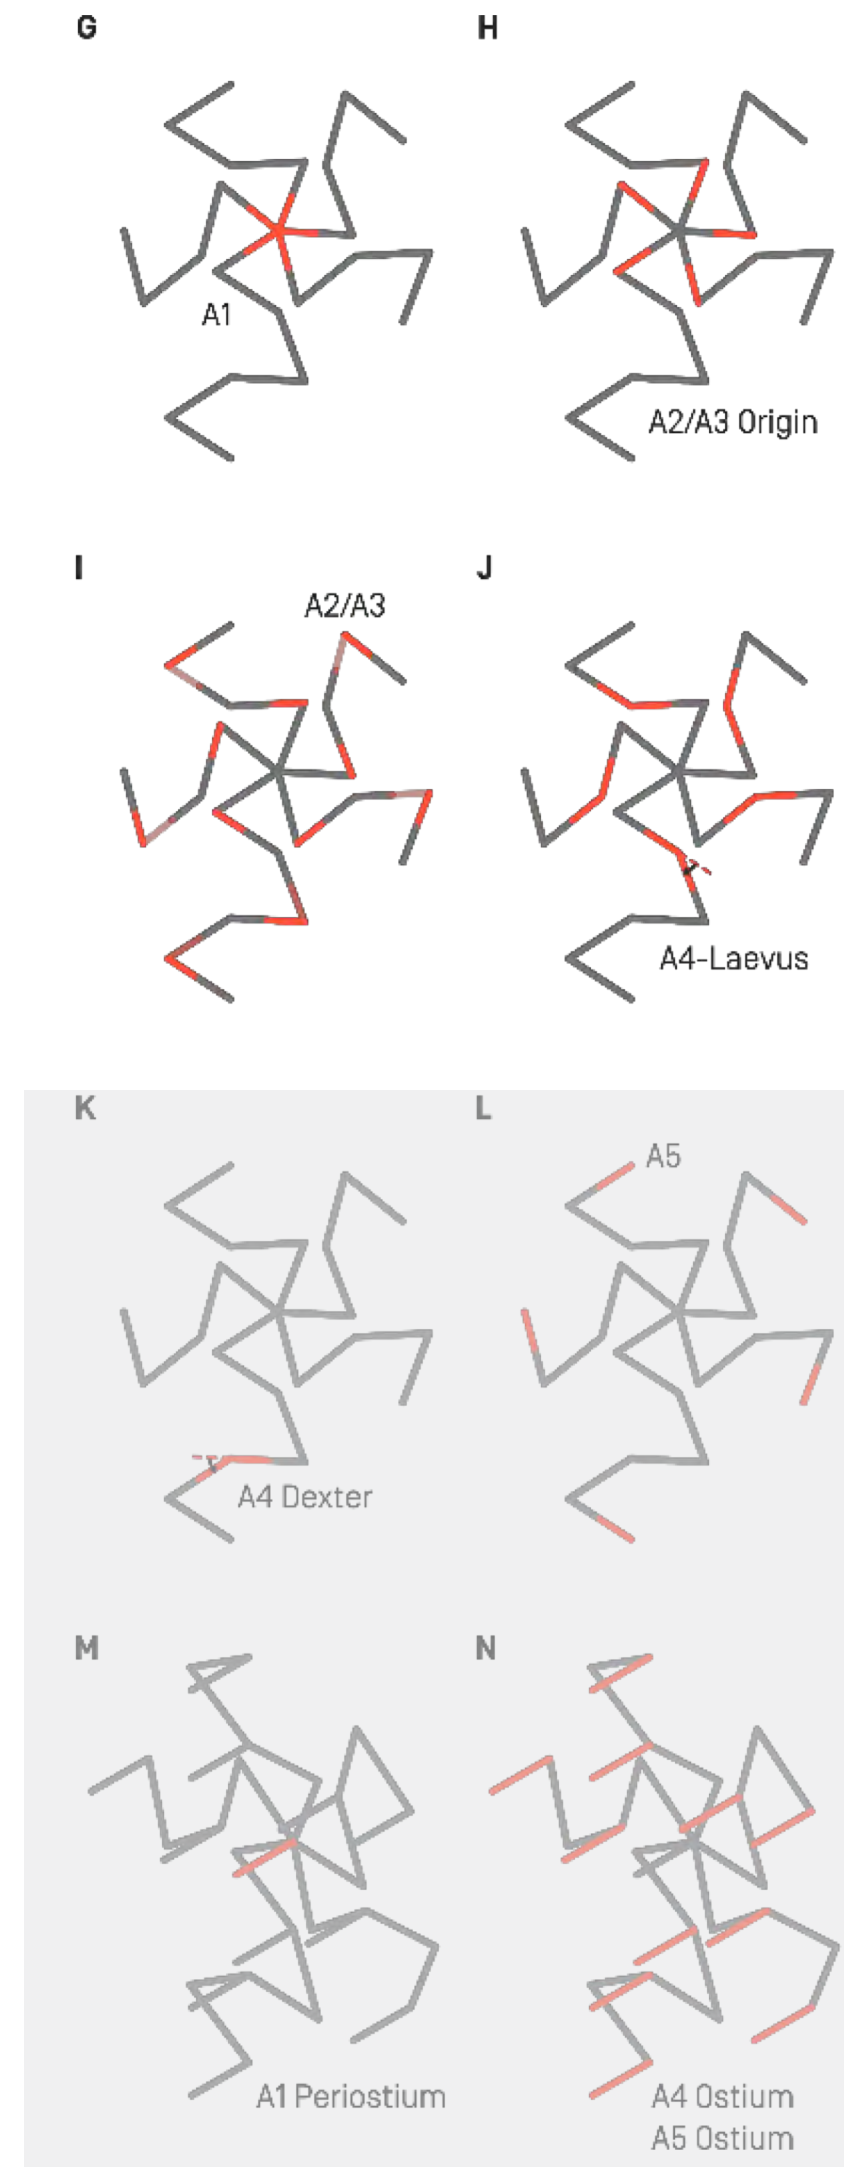 G
H
A1
A2/A3 Origin
I
J
A2/A3
A4-Laevus
K
L
A5
A4 Dexter
M
N
A1 Periostium
A4 Ostium
A5 Ostium